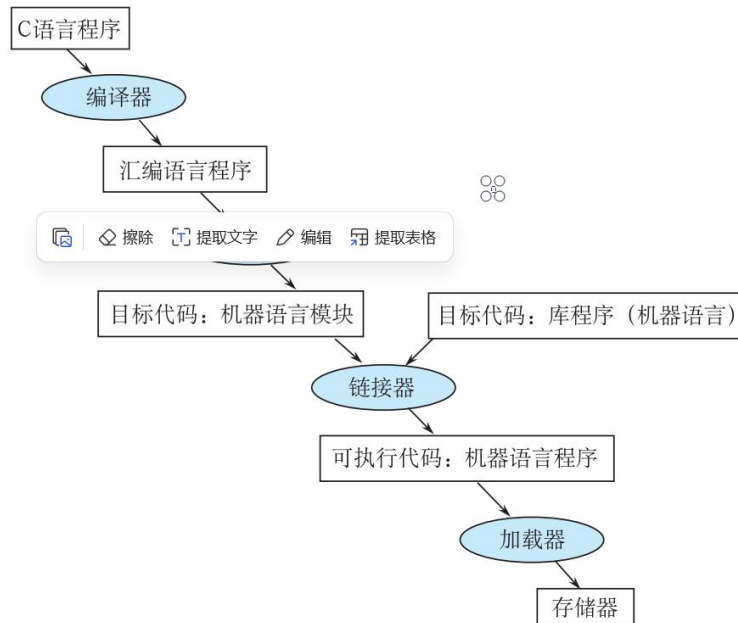 C语言程序
编译器
汇编语言程序
擦除 提取文字 编辑 提取表格
目标代码：机器语言模块
目标代码：库程序（机器语言）
链接器
可执行代码：机器语言程序
加载器
存储器